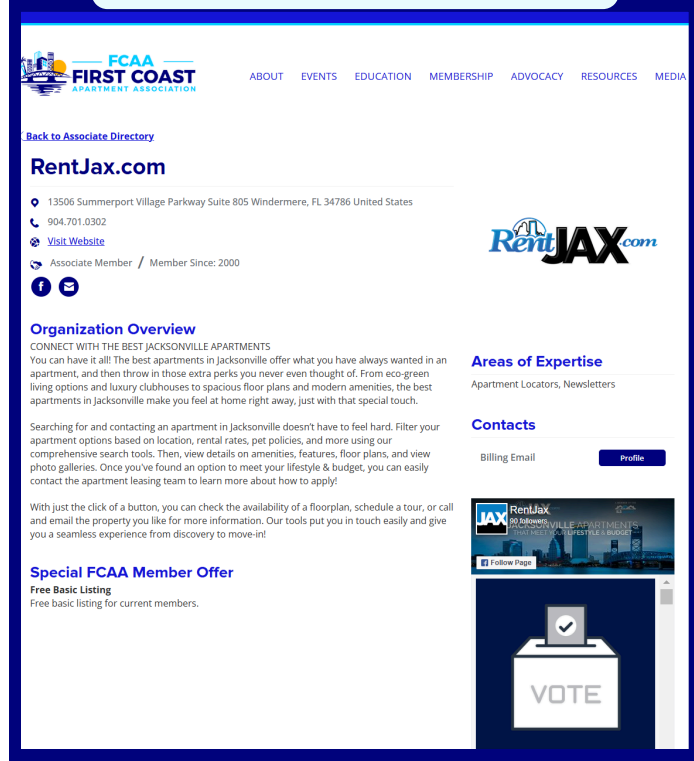 FCAA
FIRST COAST
APARTMENT ASSOCIATION
ABOUT EVENTS EDUCATION MEMBERSHIP ADVOCACY RESOURCES MEDIA
Back to Associate Directory
RentJax.com
13506 Summerport Village Parkway Suite 805 Windermere, FL 34786 United States
904.701.0302
Visit Website
Associate Member / Member Since: 2000
RentJAX.com
Organization Overview
CONNECT WITH THE BEST JACKSONVILLE APARTMENTS
You can have it all! The best apartments in Jacksonville offer what you have always wanted in an
apartment, and then throw in those extra perks you never even thought of. From eco-green
living options and luxury clubhouses to spacious floor plans and modern amenities, the best
apartments in Jacksonville make you feel at home right away, just with that special touch.
Searching for and contacting an apartment in Jacksonville doesn't have to feel hard. Filter your
apartment options based on location, rental rates, pet policies, and more using our
comprehensive search tools. Then, view details on amenities, features, floor plans, and view
photo galleries. Once you've found an option to meet your lifestyle & budget, you can easily
contact the apartment leasing team to learn more about how to apply!
With just the click of a button, you can check the availability of a floorplan, schedule a tour, or call
and email the property you like for more information. Our tools put you in touch easily and give
you a seamless experience from discovery to move-in!
Special FCAA Member Offer
Free Basic Listing
Free basic listing for current members.
Areas of Expertise
Apartment Locators, Newsletters
Contacts
Billing Email
Profile
JAX
RentJax
90 followers
JACKSONVILLE APARTMENTS
THAT MEET YOUR LIFESTYLE & BUDGET
Follow Page
VOTE